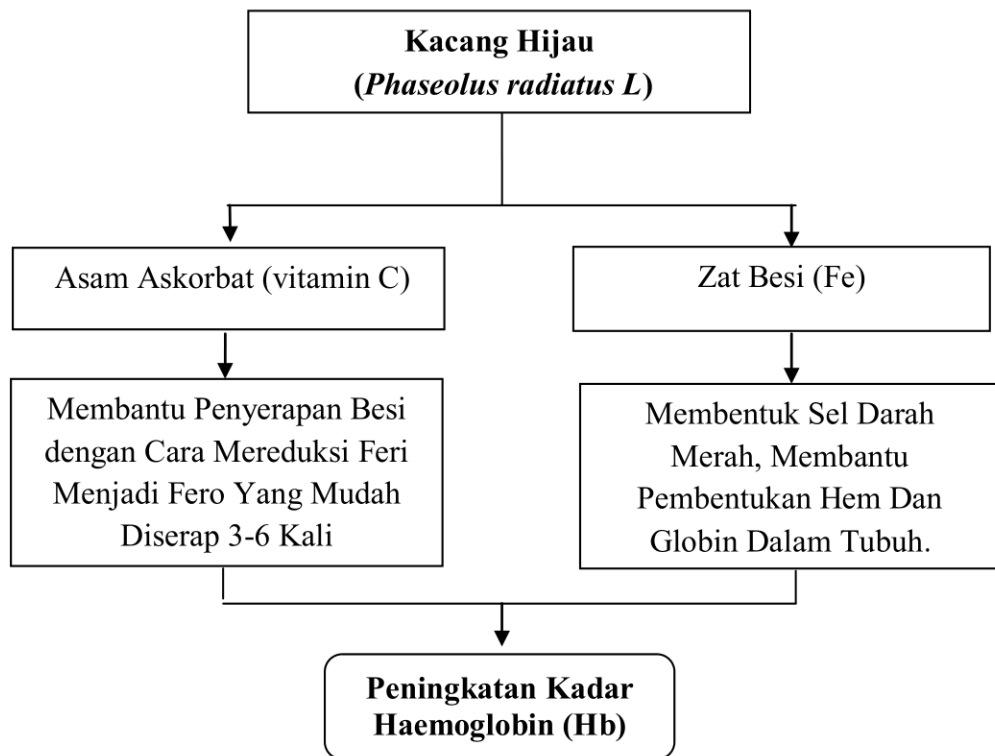 Kacang Hijau
(Phaseolus radiatus L)
Asam Askorbat (vitamin C)
Zat Besi (Fe)
Membantu Penyerapan Besi
dengan Cara Mereduksi Feri
Menjadi Fero Yang Mudah
Diserap 3-6 Kali
Membentuk Sel Darah
Merah, Membantu
Pembentukan Hem Dan
Globin Dalam Tubuh.
Peningkatan Kadar
Haemoglobin (Hb)